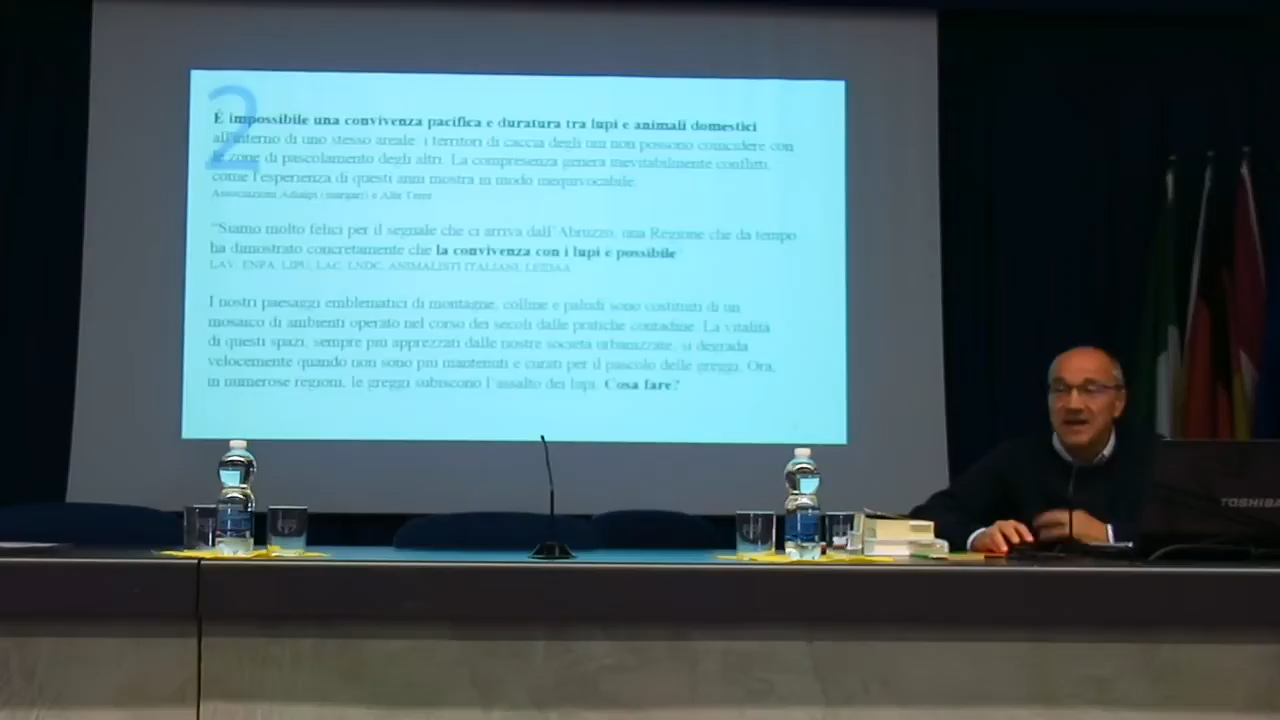 2
È impossibile una convivenza pacifica e duratura tra lupi e animali domestici
all'interno di uno stesso areale: i territori di caccia degli uni non possono coincidere con
le zone di pascolamento degli altri. La compresenza genera inevitabilmente conflitti,
come l'esperienza di questi anni mostra in modo inequivocabile.
e Alte Terre
"Siamo molto felici per il segnale che ci arriva dall'Abruzzo, una Regione che da tempo
ha dimostrato concretamente che la convivenza con i lupi è possibile
LAV, ENPA, LIPU, LAC, LNDC, ANIMALISTI ITALIANI, LEIDAA
I nostri paesaggi emblematici di montagne, colline e paludi sono costituiti di un
mosaico di ambienti operato nel corso dei secoli dalle pratiche contadine. La vitalità
di questi spazi, sempre più apprezzati dalle nostre società urbanizzate, si degrada
velocemente quando non sono più mantenuti e curati per il pascolo delle greggi. Ora,
in numerose regioni, le greggi subiscono l'assalto dei lupi. Cosa fare?
TOSHIBA